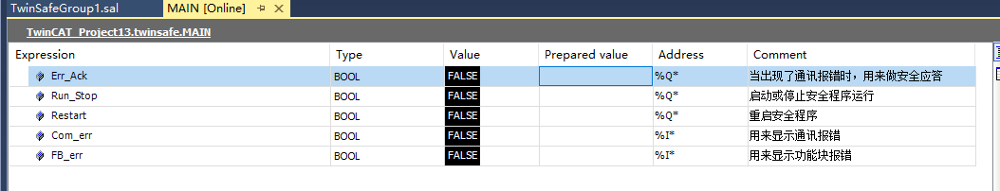 TwinSafeGroup1.sal MAIN [Online]
TwinCAT_Project13.twinsafe.MAIN
Expression Type Value Prepared value Address Comment
Err_Ack BOOL FALSE %Q* 当出现了通讯报错时，用来做安全应答
Run_Stop BOOL FALSE %Q* 启动或停止安全程序运行
Restart BOOL FALSE %Q* 重启安全程序
Com_err BOOL FALSE %I* 用来显示通讯报错
FB_err BOOL FALSE %I* 用来显示功能块报错